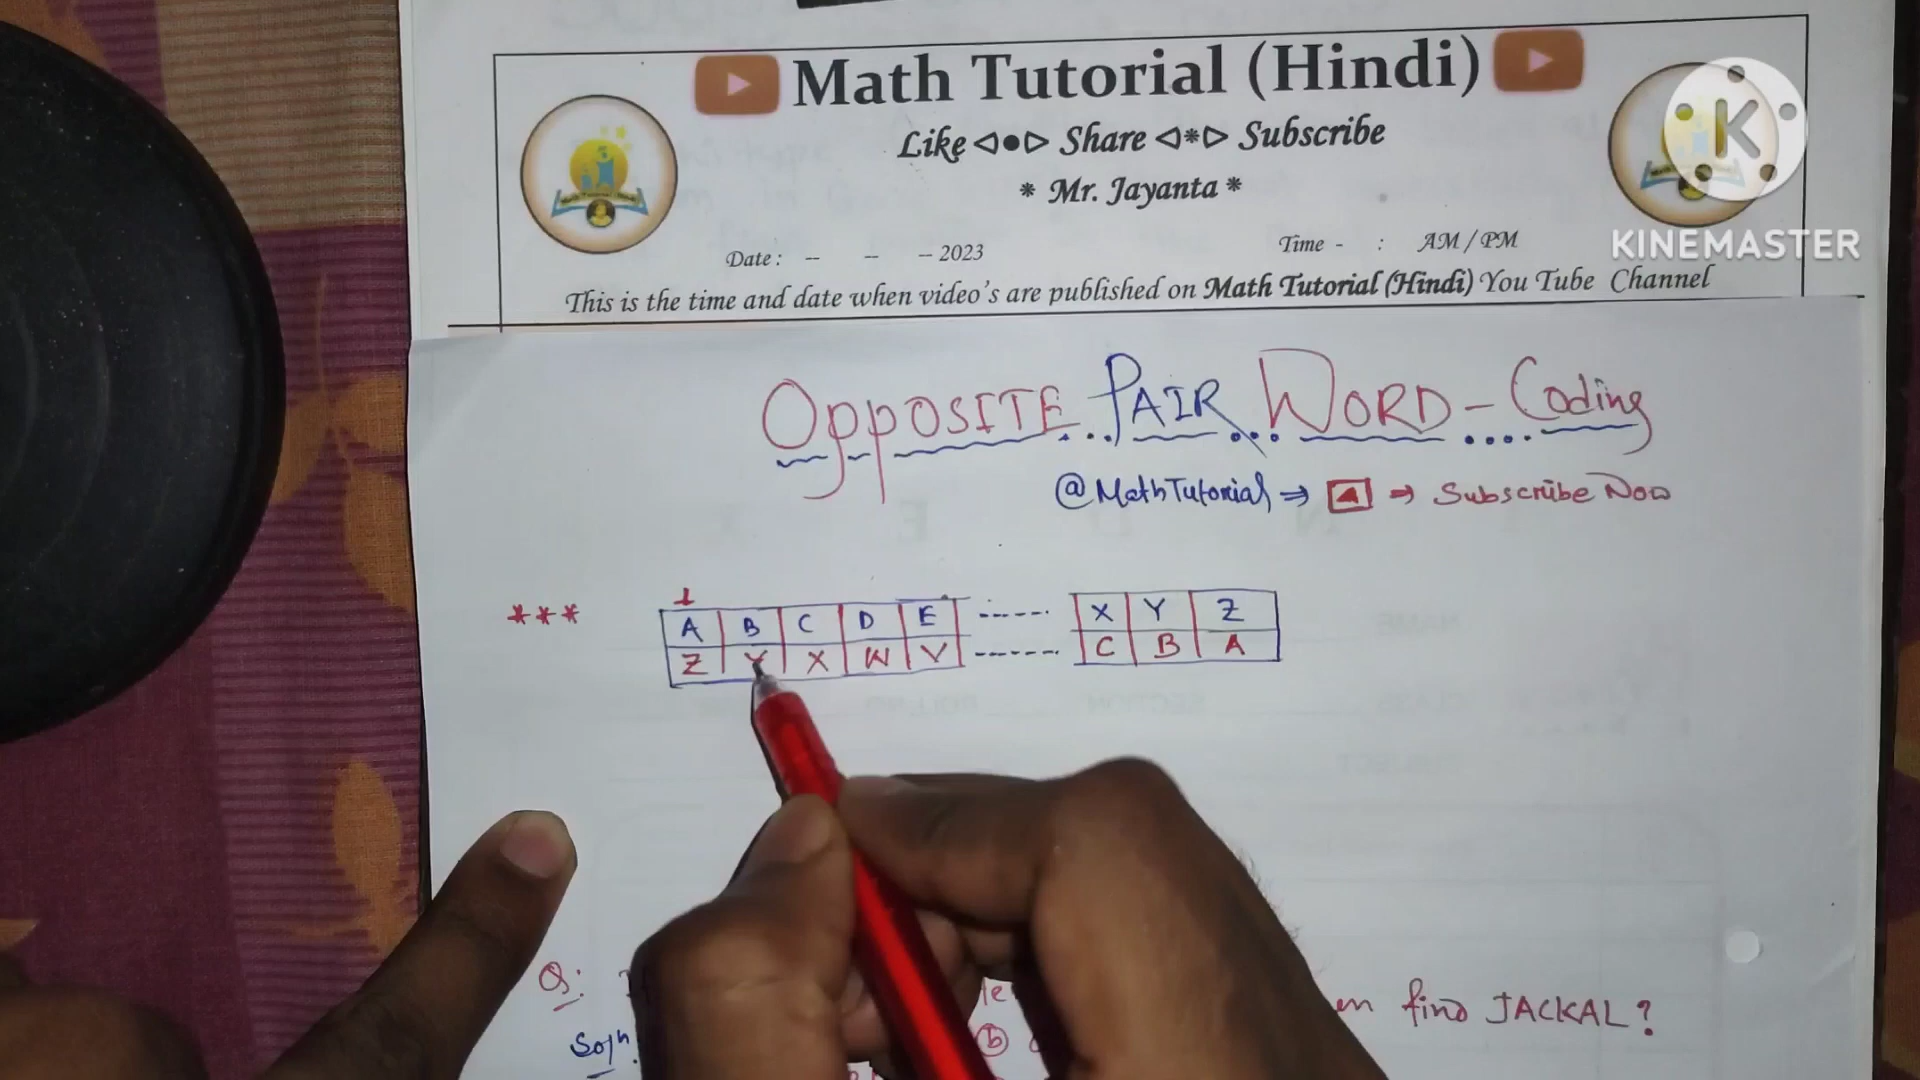 Math Tutorial (Hindi)
Like ◁●▷ Share ◁*▷ Subscribe
* Mr. Jayanta *
Date : -- -- -- 2023 Time - : AM / PM
This is the time and date when video's are published on Math Tutorial (Hindi) You Tube Channel
KINEMASTER
OppOSITE PAIR WORD - Coding
@MathTutorial ⇒ ⇒ Subscribe Now
*** A B C D E ------ X Y Z
Z Y X W V ------ C B A
Q: find JACKAL?
Solⁿ. ⓑ